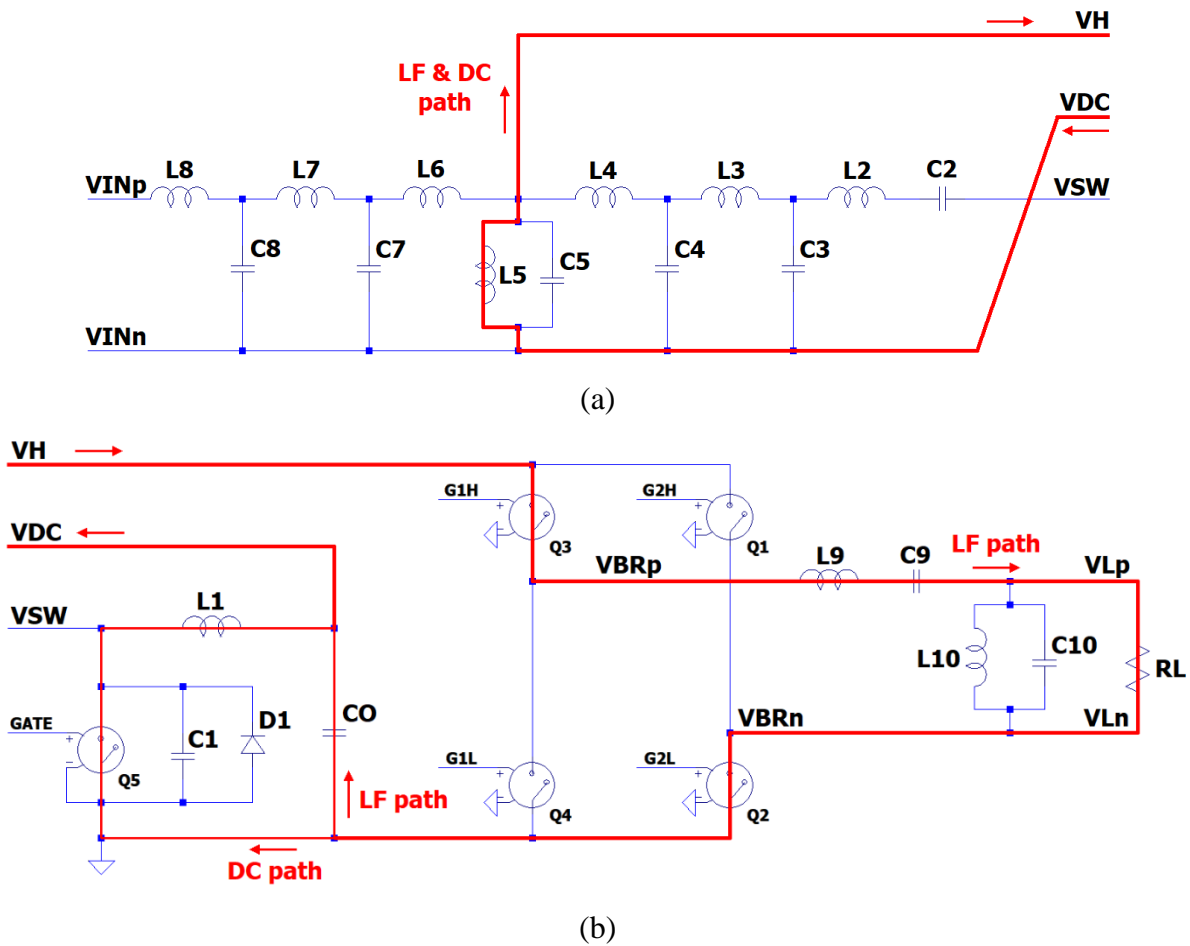 VH
LF & DC
path
VDC
L8
L7
L6
L4
L3
L2
C2
VINp
VSW
C8
C7
L5
C5
C4
C3
VINn
(a)
VH
G1H
+
G2H
+
Q3
Q1
VDC
VBRp
L9
C9
LF path
VLp
VSW
L1
L10
C10
RL
GATE
+
C1
D1
CO
VBRn
VLn
Q5
G1L
+
G2L
+
LF path
Q4
Q2
DC path
(b)